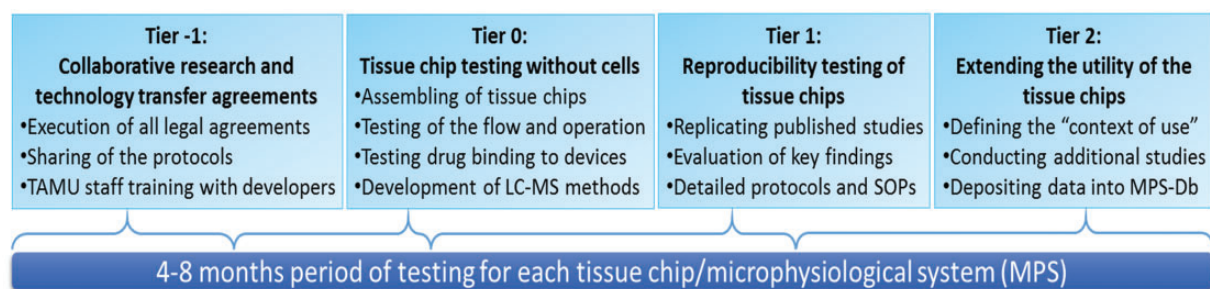 Tier -1:
Collaborative research and
technology transfer agreements
•Execution of all legal agreements
•Sharing of the protocols
•TAMU staff training with developers
Tier 0:
Tissue chip testing without cells
•Assembling of tissue chips
•Testing of the flow and operation
•Testing drug binding to devices
•Development of LC-MS methods
Tier 1:
Reproducibility testing of
tissue chips
•Replicating published studies
•Evaluation of key findings
•Detailed protocols and SOPs
Tier 2:
Extending the utility of the
tissue chips
•Defining the “context of use”
•Conducting additional studies
•Depositing data into MPS-Db
4-8 months period of testing for each tissue chip/microphysiological system (MPS)